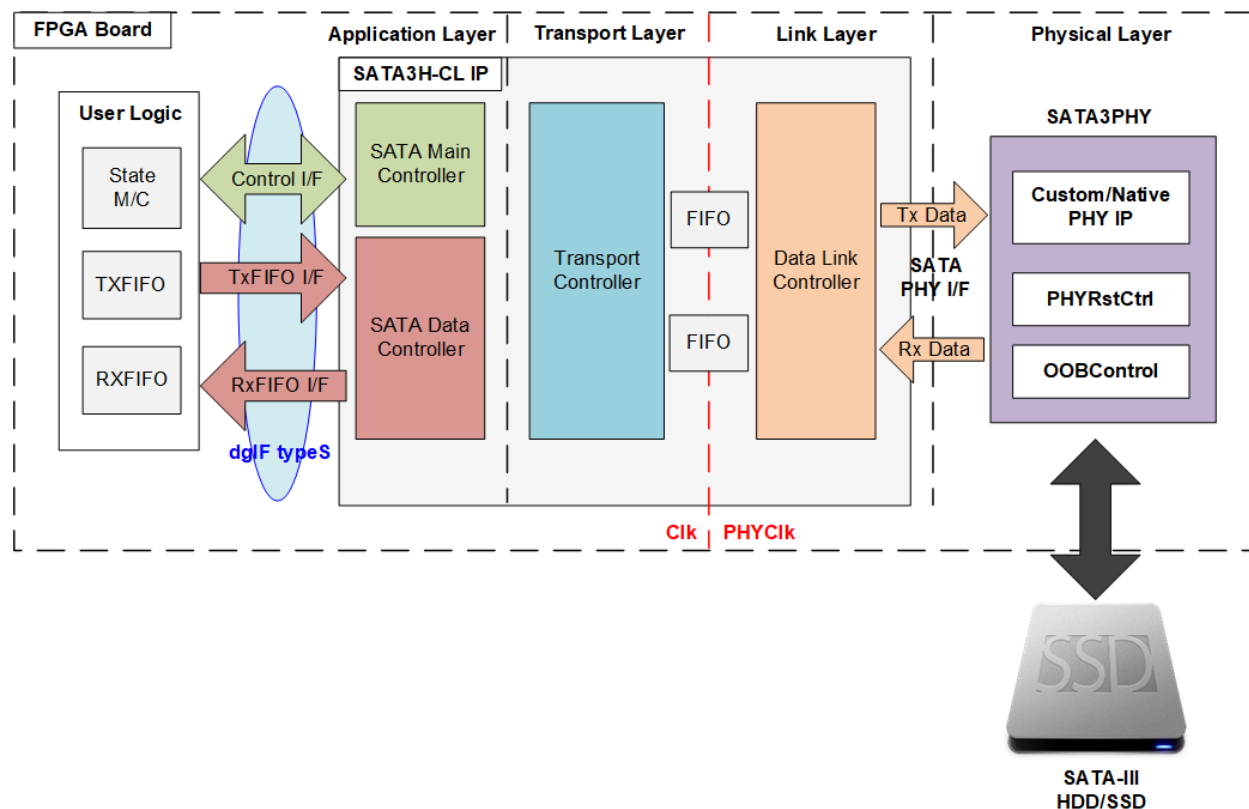 FPGA Board
Application Layer
Transport Layer
Link Layer
Physical Layer
SATA3H-CL IP
User Logic
State
M/C
TXFIFO
RXFIFO
Control I/F
TxFIFO I/F
RxFIFO I/F
dgIF typeS
SATA Main
Controller
SATA Data
Controller
Transport
Controller
FIFO
FIFO
Data Link
Controller
Tx Data
SATA
PHY I/F
Rx Data
SATA3PHY
Custom/Native
PHY IP
PHYRstCtrl
OOBControl
Clk
PHYClk
SSD
SATA-III
HDD/SSD